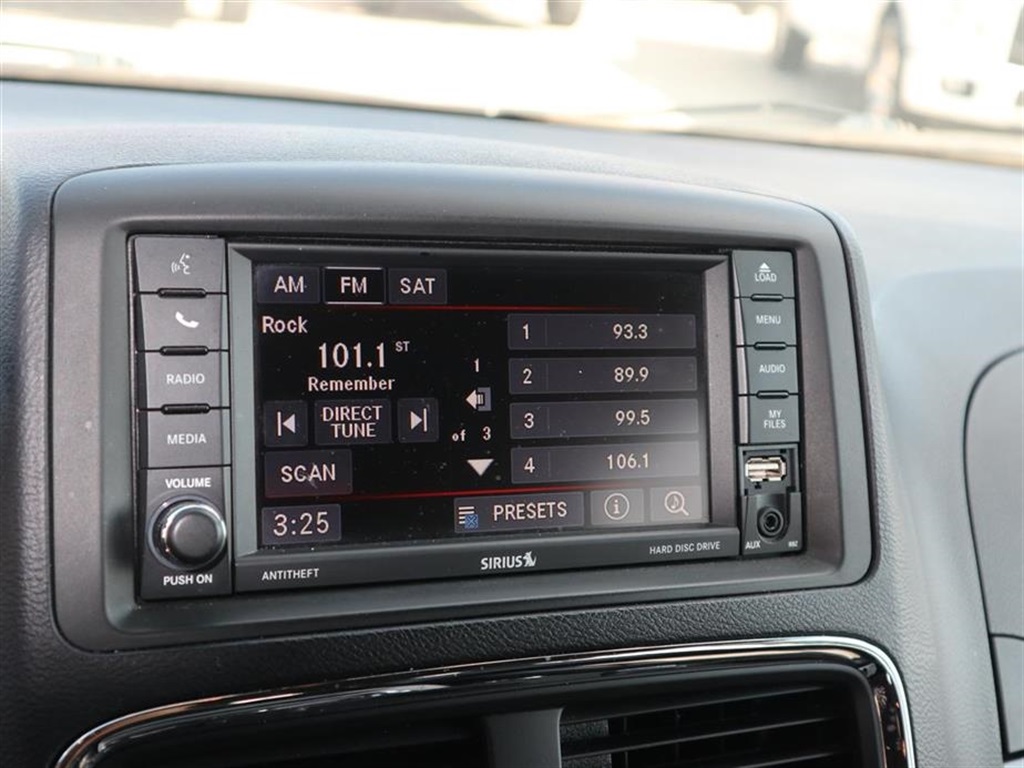 AM FM SAT
Rock
101.1 ST
Remember
DIRECT
TUNE
SCAN
3:25
1
of 3
1 93.3
2 89.9
3 99.5
4 106.1
PRESETS
i
RADIO
MEDIA
VOLUME
PUSH ON
LOAD
MENU
AUDIO
MY
FILES
AUX
ANTITHEFT
SIRIUS
HARD DISC DRIVE